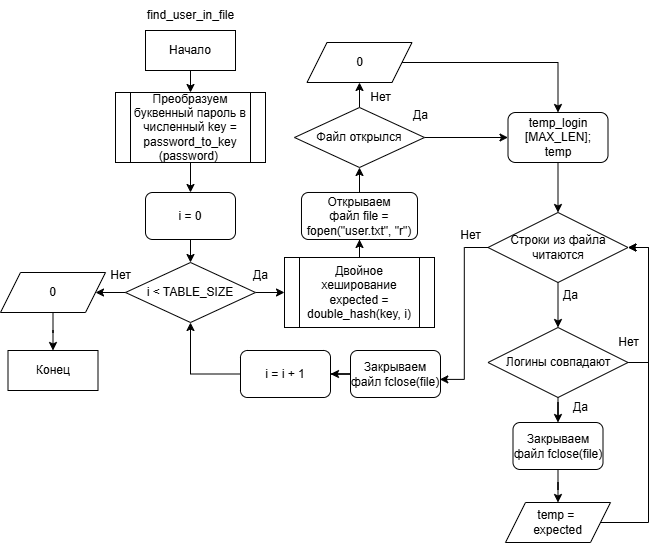 find_user_in_file
Начало
Преобразуем
буквенный пароль в
численный key =
password_to_key
(password)
i = 0
i < TABLE_SIZE
Нет
Да
0
Конец
Двойное
хеширование
expected =
double_hash(key, i)
Открываем
файл file =
fopen("user.txt", "r")
Файл открылся
Нет
Да
0
temp_login
[MAX_LEN];
temp
Строки из файла
читаются
Нет
Да
Логины совпадают
Нет
Да
Закрываем
файл fclose(file)
temp =
expected
Закрываем
файл fclose(file)
i = i + 1